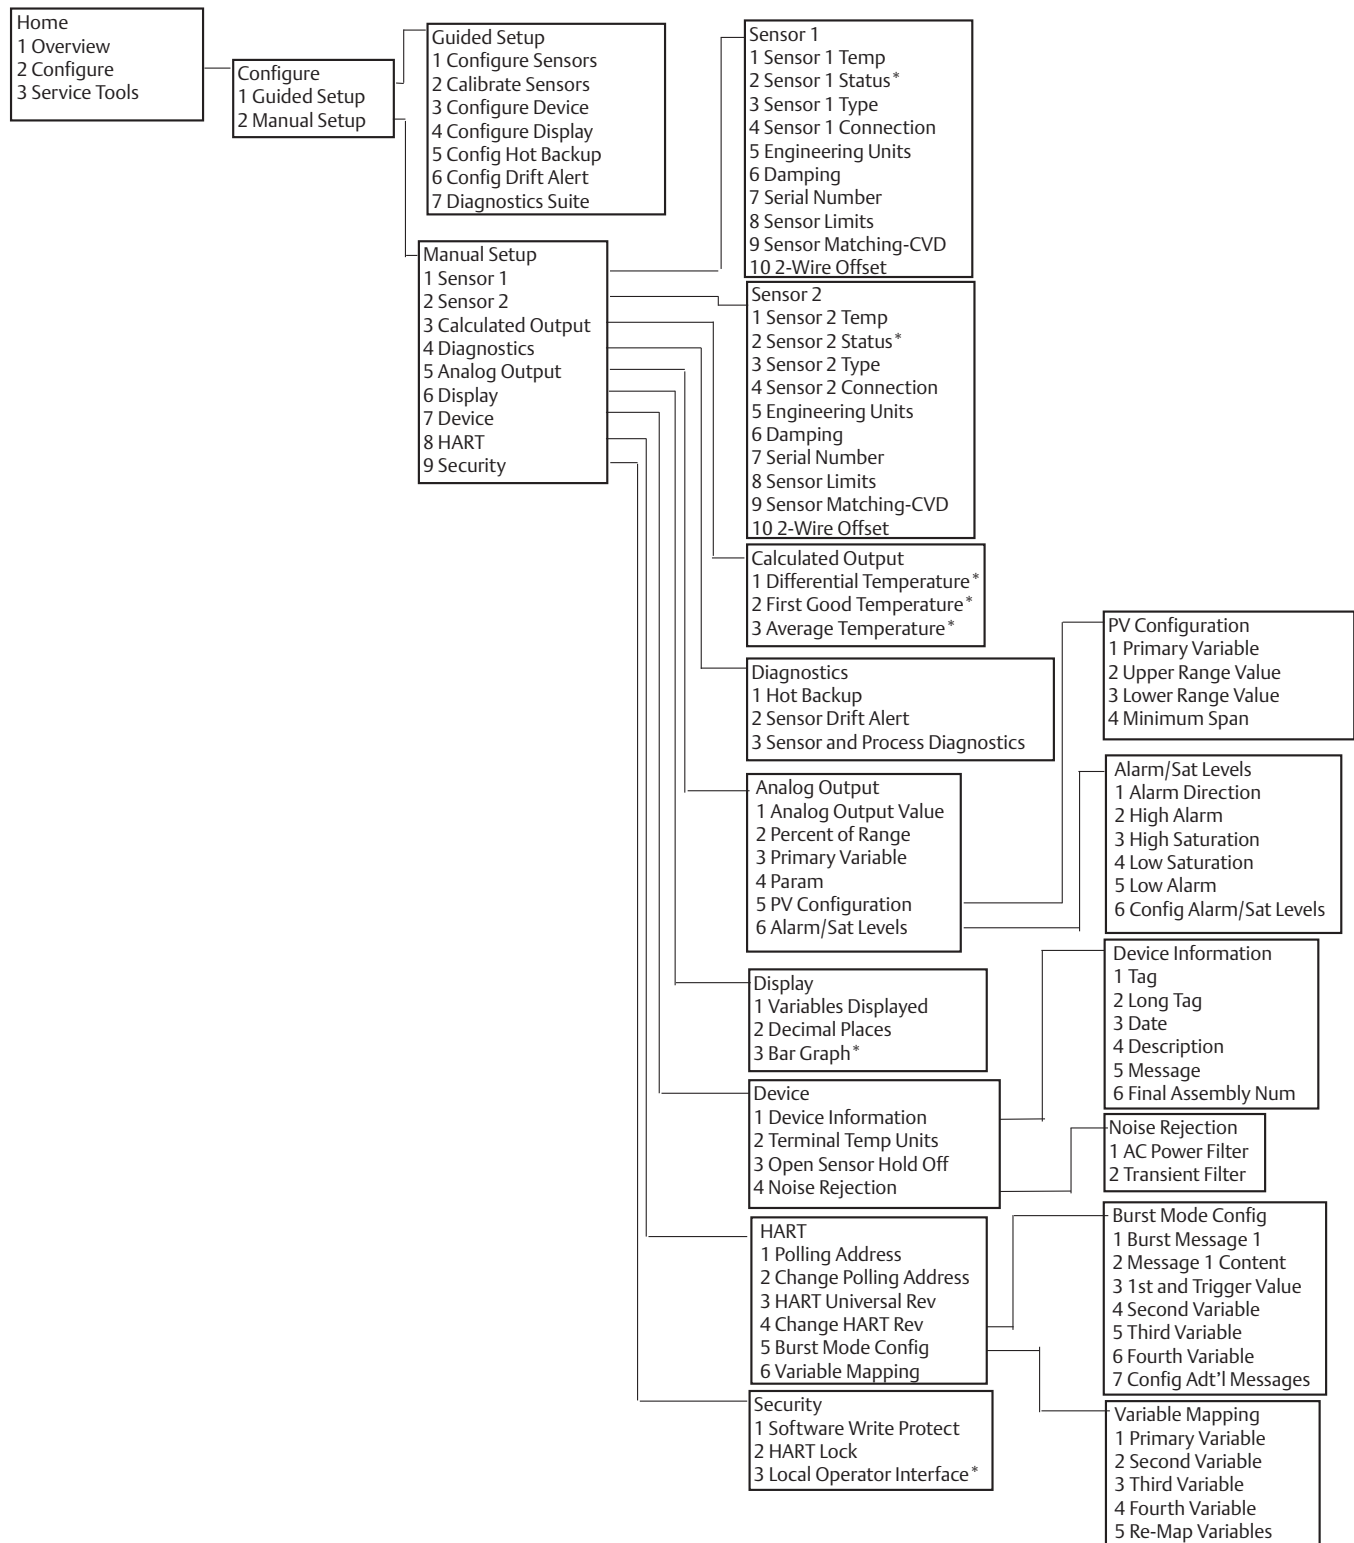 Home
1 Overview
2 Configure
3 Service Tools
Configure
1 Guided Setup
2 Manual Setup
Guided Setup
1 Configure Sensors
2 Calibrate Sensors
3 Configure Device
4 Configure Display
5 Config Hot Backup
6 Config Drift Alert
7 Diagnostics Suite
Manual Setup
1 Sensor 1
2 Sensor 2
3 Calculated Output
4 Diagnostics
5 Analog Output
6 Display
7 Device
8 HART
9 Security
Sensor 1
1 Sensor 1 Temp
2 Sensor 1 Status*
3 Sensor 1 Type
4 Sensor 1 Connection
5 Engineering Units
6 Damping
7 Serial Number
8 Sensor Limits
9 Sensor Matching-CVD
10 2-Wire Offset
Sensor 2
1 Sensor 2 Temp
2 Sensor 2 Status*
3 Sensor 2 Type
4 Sensor 2 Connection
5 Engineering Units
6 Damping
7 Serial Number
8 Sensor Limits
9 Sensor Matching-CVD
10 2-Wire Offset
Calculated Output
1 Differential Temperature*
2 First Good Temperature*
3 Average Temperature*
Diagnostics
1 Hot Backup
2 Sensor Drift Alert
3 Sensor and Process Diagnostics
Analog Output
1 Analog Output Value
2 Percent of Range
3 Primary Variable
4 Param
5 PV Configuration
6 Alarm/Sat Levels
Display
1 Variables Displayed
2 Decimal Places
3 Bar Graph*
Device
1 Device Information
2 Terminal Temp Units
3 Open Sensor Hold Off
4 Noise Rejection
HART
1 Polling Address
2 Change Polling Address
3 HART Universal Rev
4 Change HART Rev
5 Burst Mode Config
6 Variable Mapping
Security
1 Software Write Protect
2 HART Lock
3 Local Operator Interface*
PV Configuration
1 Primary Variable
2 Upper Range Value
3 Lower Range Value
4 Minimum Span
Alarm/Sat Levels
1 Alarm Direction
2 High Alarm
3 High Saturation
4 Low Saturation
5 Low Alarm
6 Config Alarm/Sat Levels
Device Information
1 Tag
2 Long Tag
3 Date
4 Description
5 Message
6 Final Assembly Num
Noise Rejection
1 AC Power Filter
2 Transient Filter
Burst Mode Config
1 Burst Message 1
2 Message 1 Content
3 1st and Trigger Value
4 Second Variable
5 Third Variable
6 Fourth Variable
7 Config Adt’l Messages
Variable Mapping
1 Primary Variable
2 Second Variable
3 Third Variable
4 Fourth Variable
5 Re-Map Variables